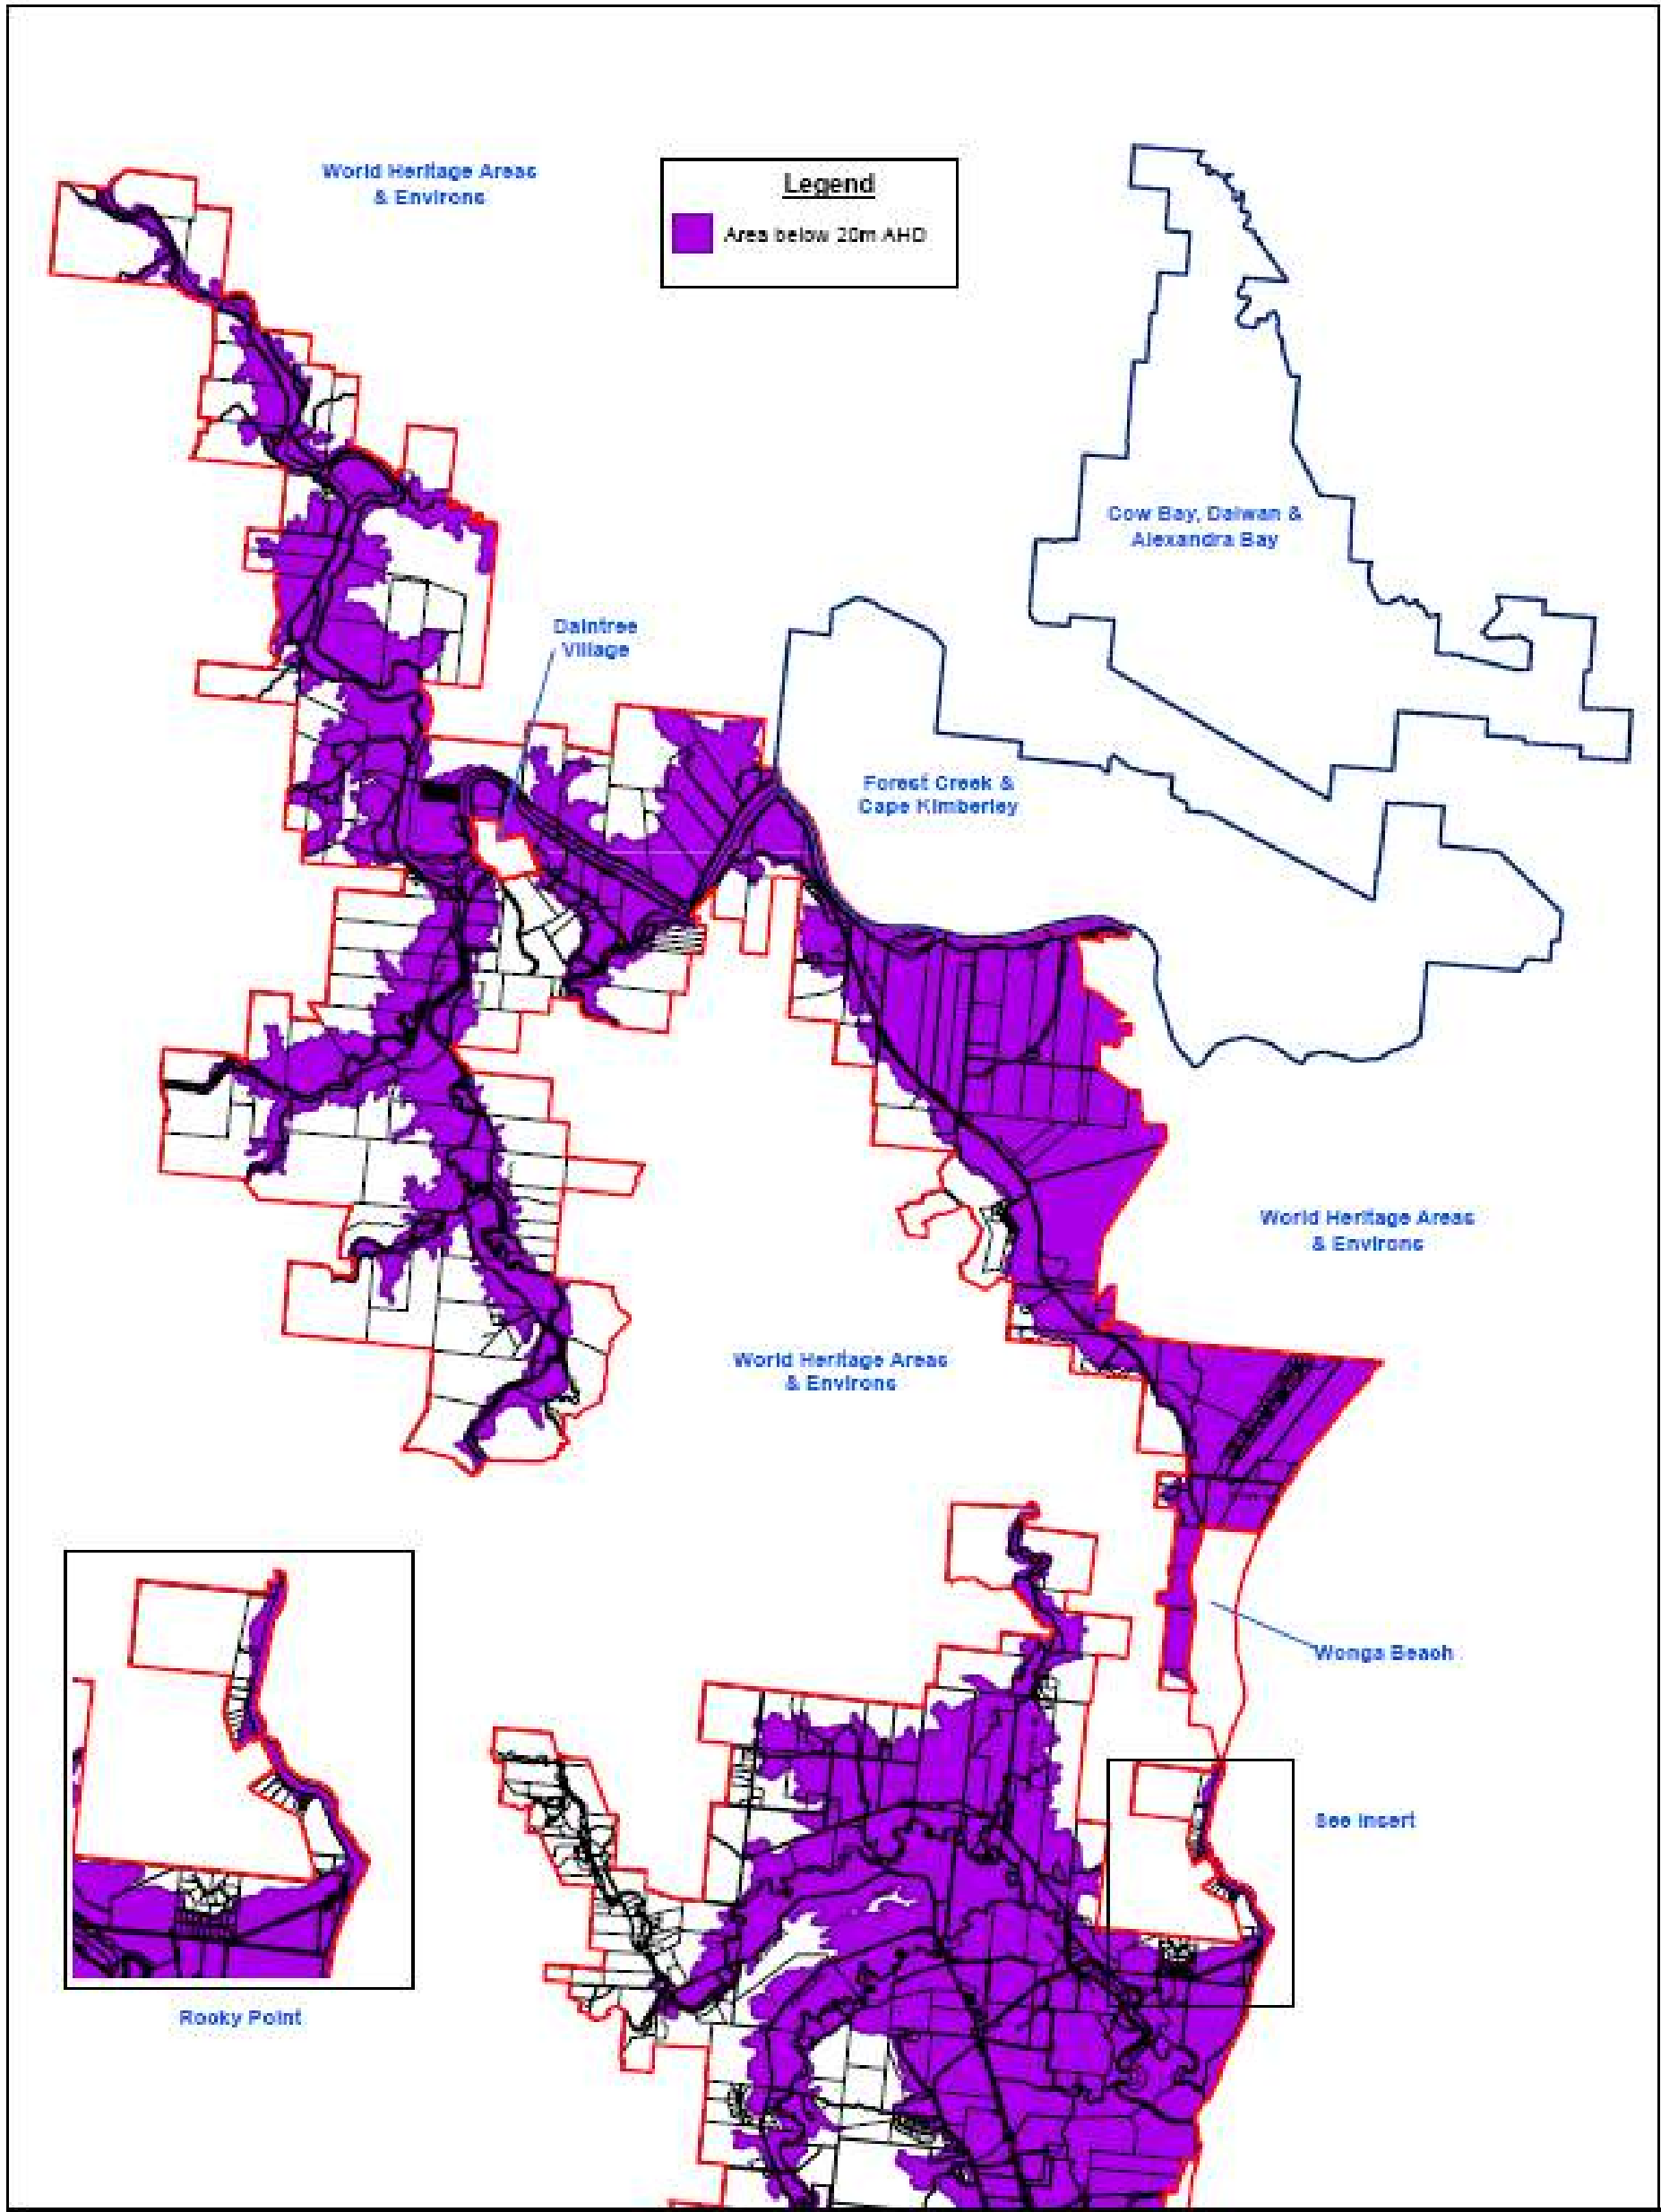 World Heritage Areas
& Environs
Legend
Area below 20m AHD
Cow Bay, Daiwan &
Alexandra Bay
Daintree
Village
Forest Creek &
Cape Kimberley
World Heritage Areas
& Environs
World Heritage Areas
& Environs
Wonga Beach
See Insert
Rocky Point